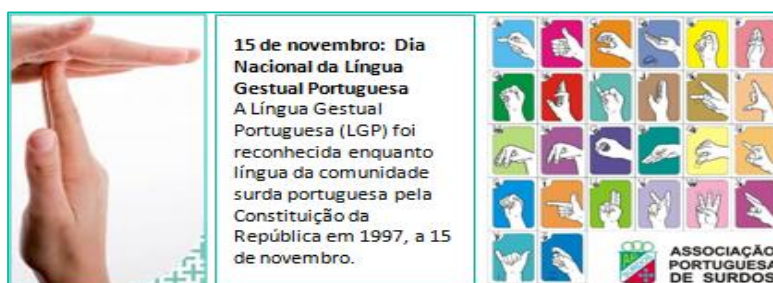 15 de novembro: Dia
Nacional da Língua
Gestual Portuguesa
A Língua Gestual
Portuguesa (LGP) foi
reconhecida enquanto
língua da comunidade
surda portuguesa pela
Constituição da
República em 1997, a 15
de novembro.
ASSOCIAÇÃO
PORTUGUESA
DE SURDOS